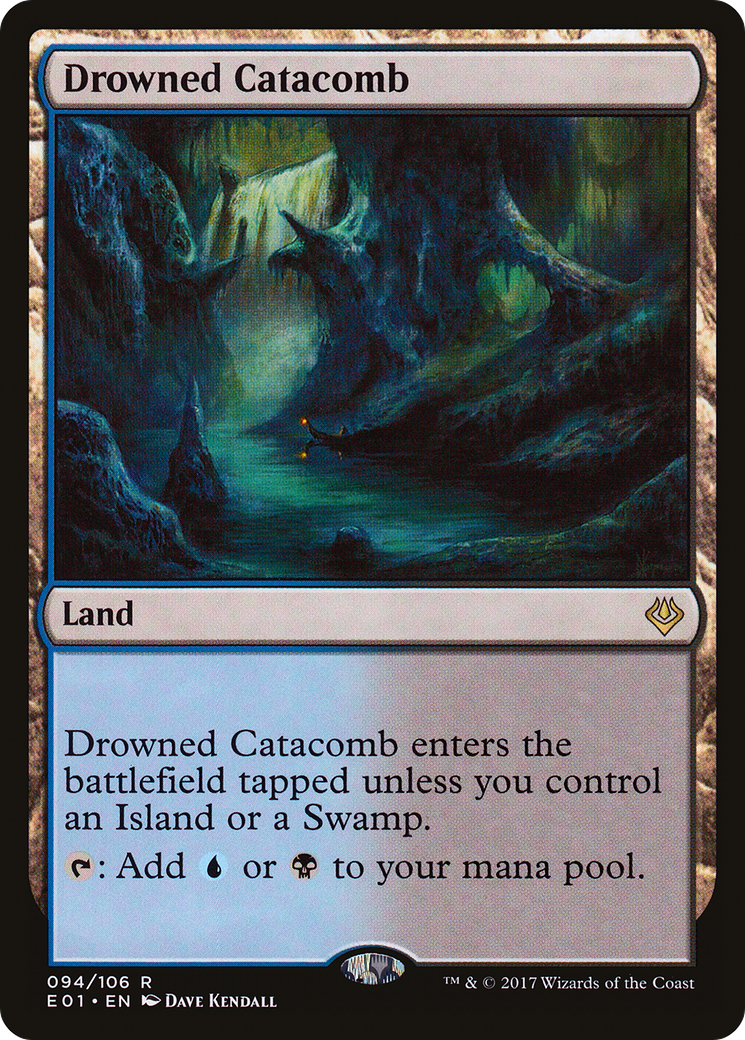 Drowned Catacomb
Land
Drowned Catacomb enters the
battlefield tapped unless you control
an Island or a Swamp.
: Add or to your mana pool.
094/106 R
E01 • EN DAVE KENDALL
™ & © 2017 Wizards of the Coast